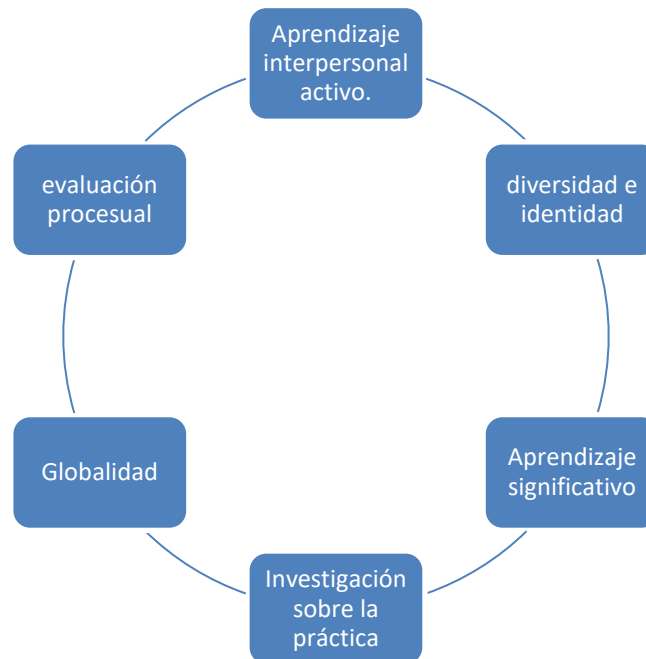 Aprendizaje
interpersonal
activo.
diversidad e
identidad
Aprendizaje
significativo
Investigación
sobre la
práctica
Globalidad
evaluación
procesual